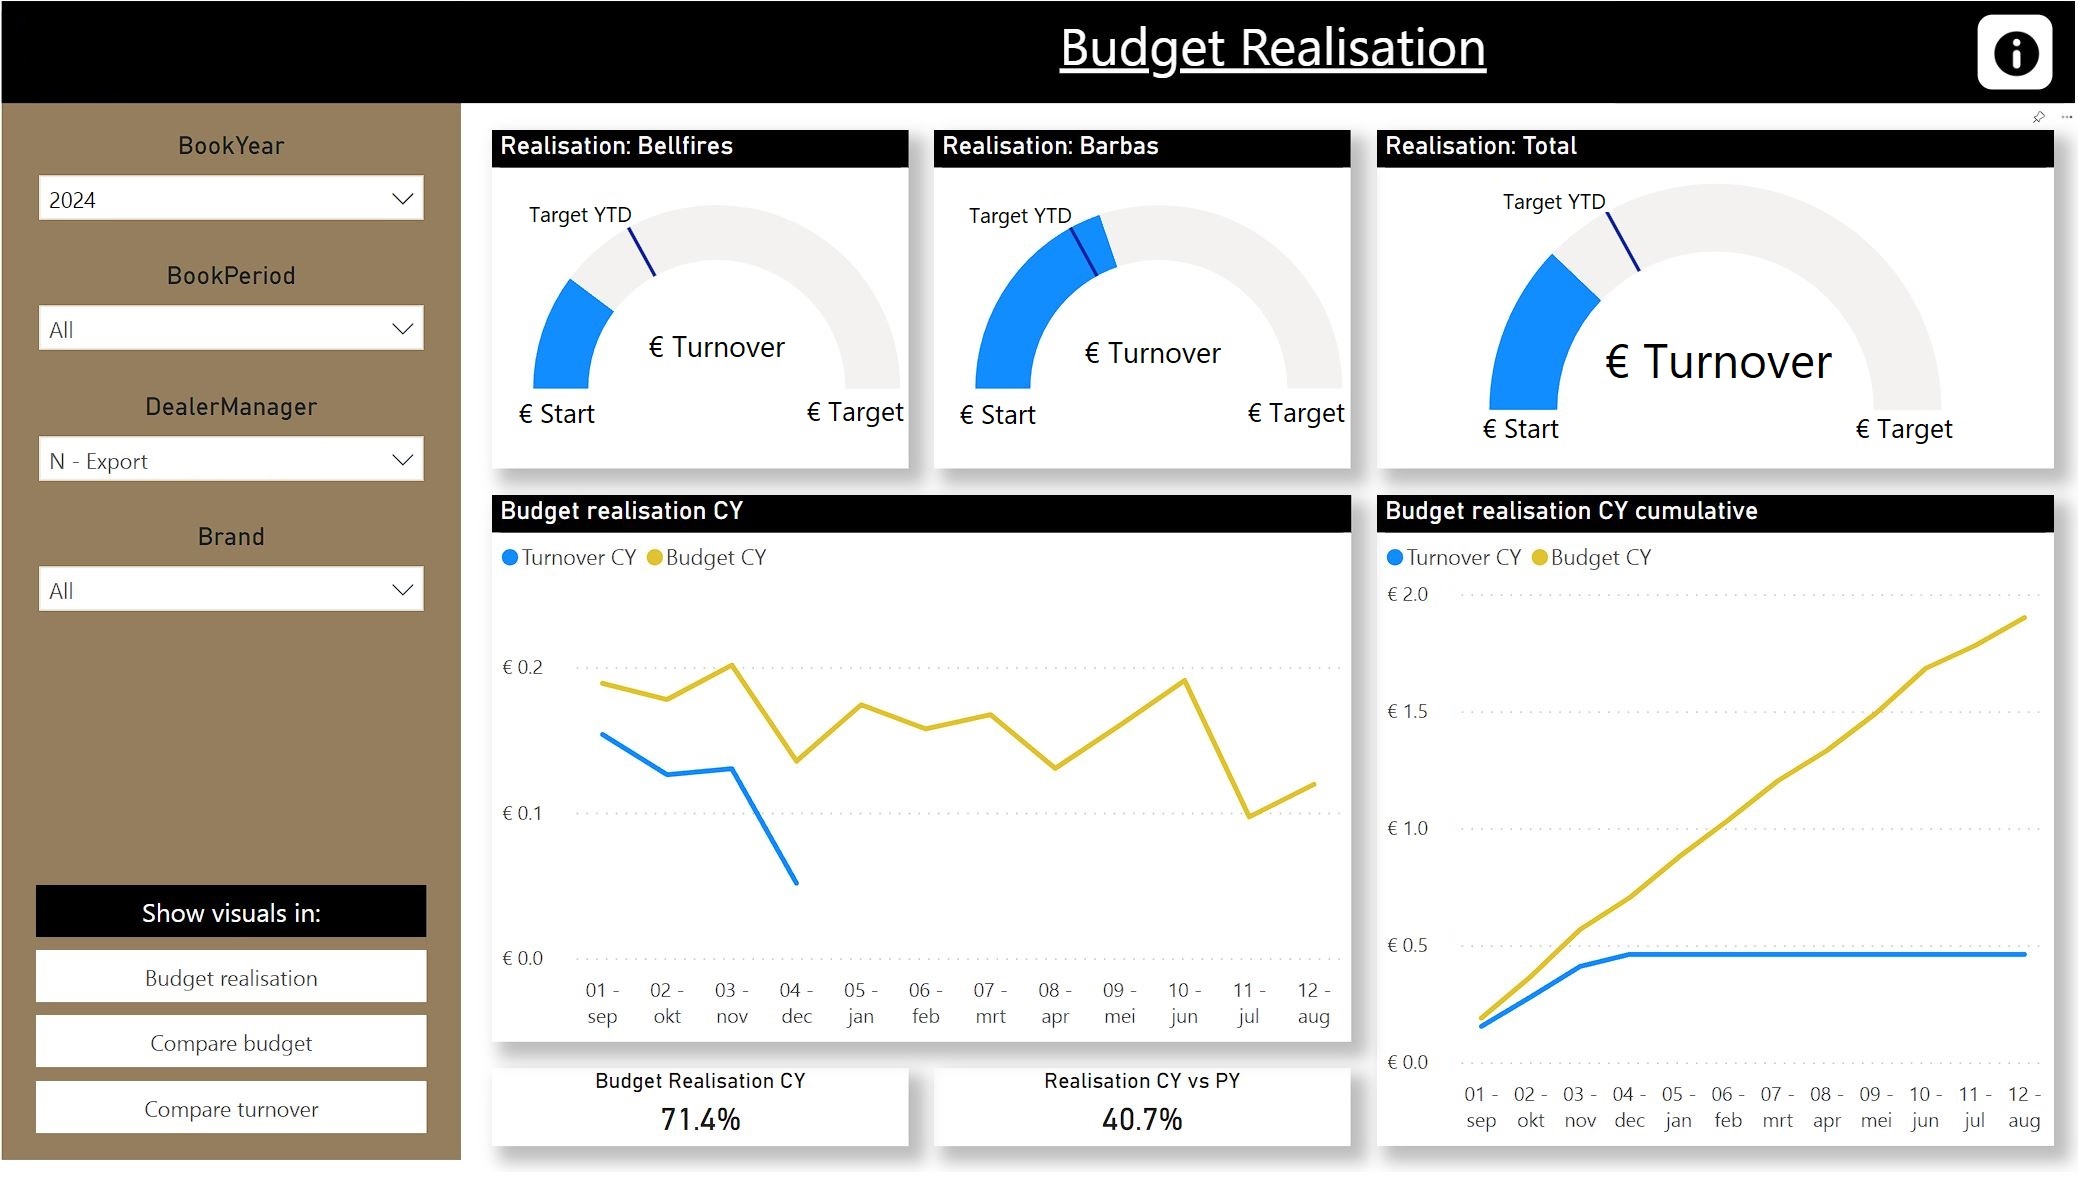 Budget Realisation
BookYear
2024
BookPeriod
All
DealerManager
N - Export
Brand
All
Show visuals in:
Budget realisation
Compare budget
Compare turnover
Realisation: Bellfires
Target YTD
€ Turnover
€ Start
€ Target
Realisation: Barbas
Target YTD
€ Turnover
€ Start
€ Target
Realisation: Total
Target YTD
€ Turnover
€ Start
€ Target
Budget realisation CY
Turnover CY Budget CY
€ 0.2
€ 0.1
€ 0.0
01 - 02 - 03 - 04 - 05 - 06 - 07 - 08 - 09 - 10 - 11 - 12 -
sep okt nov dec jan feb mrt apr mei jun jul aug
Budget realisation CY cumulative
Turnover CY Budget CY
€ 2.0
€ 1.5
€ 1.0
€ 0.5
€ 0.0
01 - 02 - 03 - 04 - 05 - 06 - 07 - 08 - 09 - 10 - 11 - 12 -
sep okt nov dec jan feb mrt apr mei jun jul aug
Budget Realisation CY
71.4%
Realisation CY vs PY
40.7%